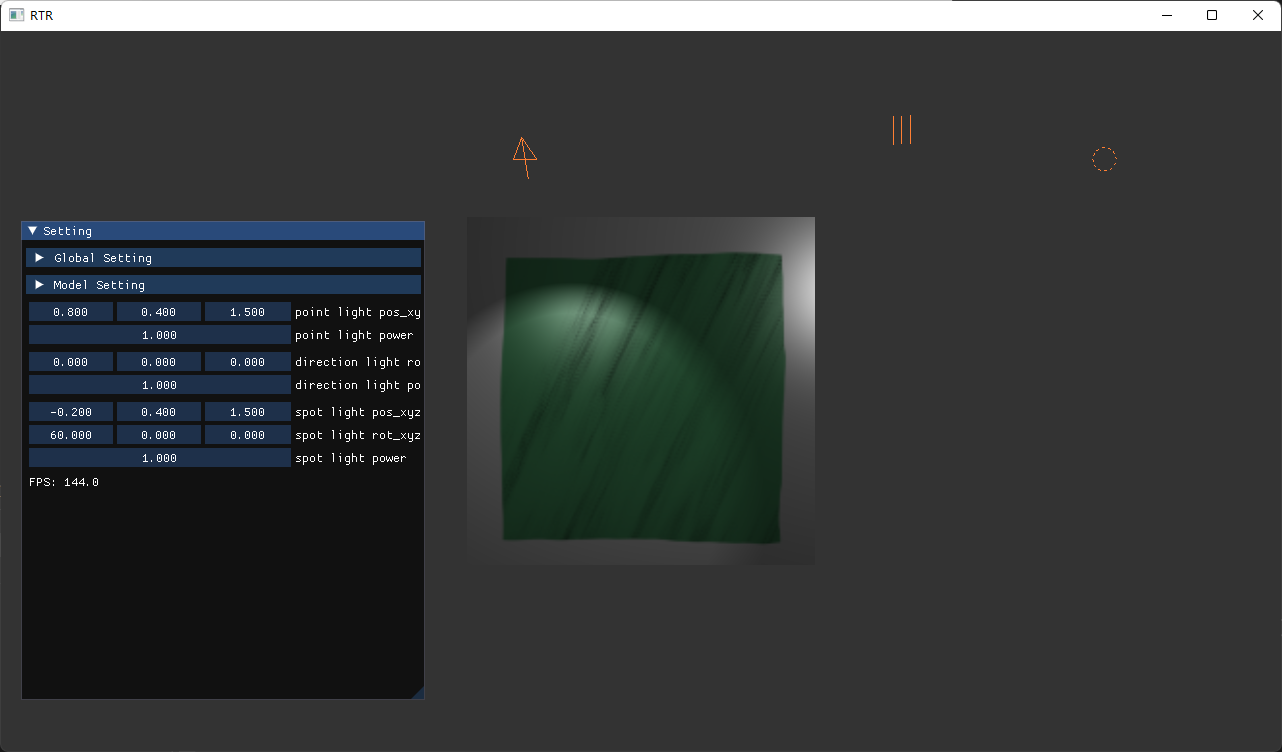 RTR
Setting
Global Setting
Model Setting
0.800 0.400 1.500 point light pos_xy
1.000 point light power
0.000 0.000 0.000 direction light ro
1.000 direction light po
-0.200 0.400 1.500 spot light pos_xyz
60.000 0.000 0.000 spot light rot_xyz
1.000 spot light power
FPS: 144.0